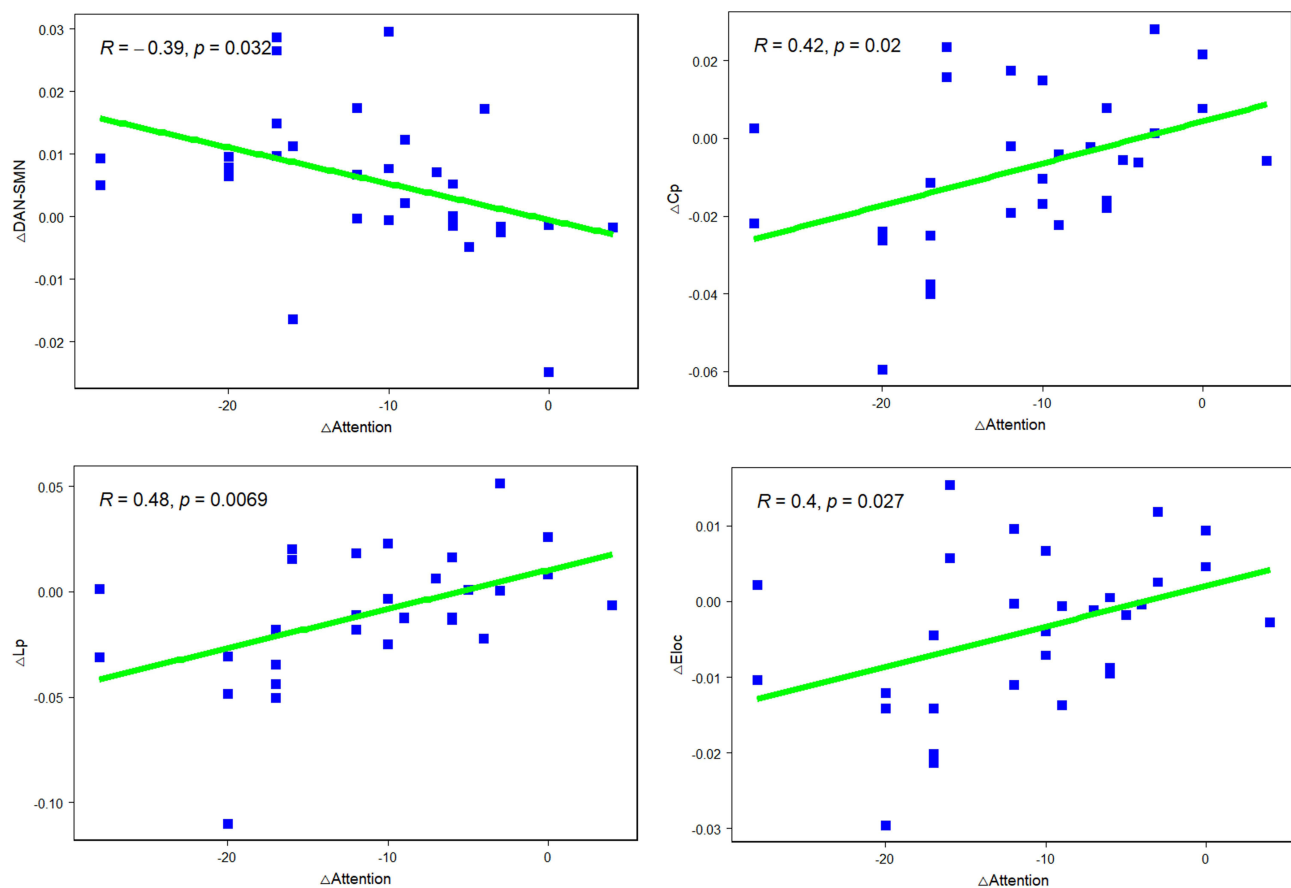 R = − 0.39, p = 0.032
0.03
0.02
0.01
0.00
-0.01
-0.02
△DAN-SMN
-20
-10
0
△Attention
R = 0.42, p = 0.02
0.02
0.00
-0.02
-0.04
-0.06
△Cp
-20
-10
0
△Attention
R = 0.48, p = 0.0069
0.05
0.00
-0.05
-0.10
△Lp
-20
-10
0
△Attention
R = 0.4, p = 0.027
0.01
0.00
-0.01
-0.02
-0.03
△Eloc
-20
-10
0
△Attention